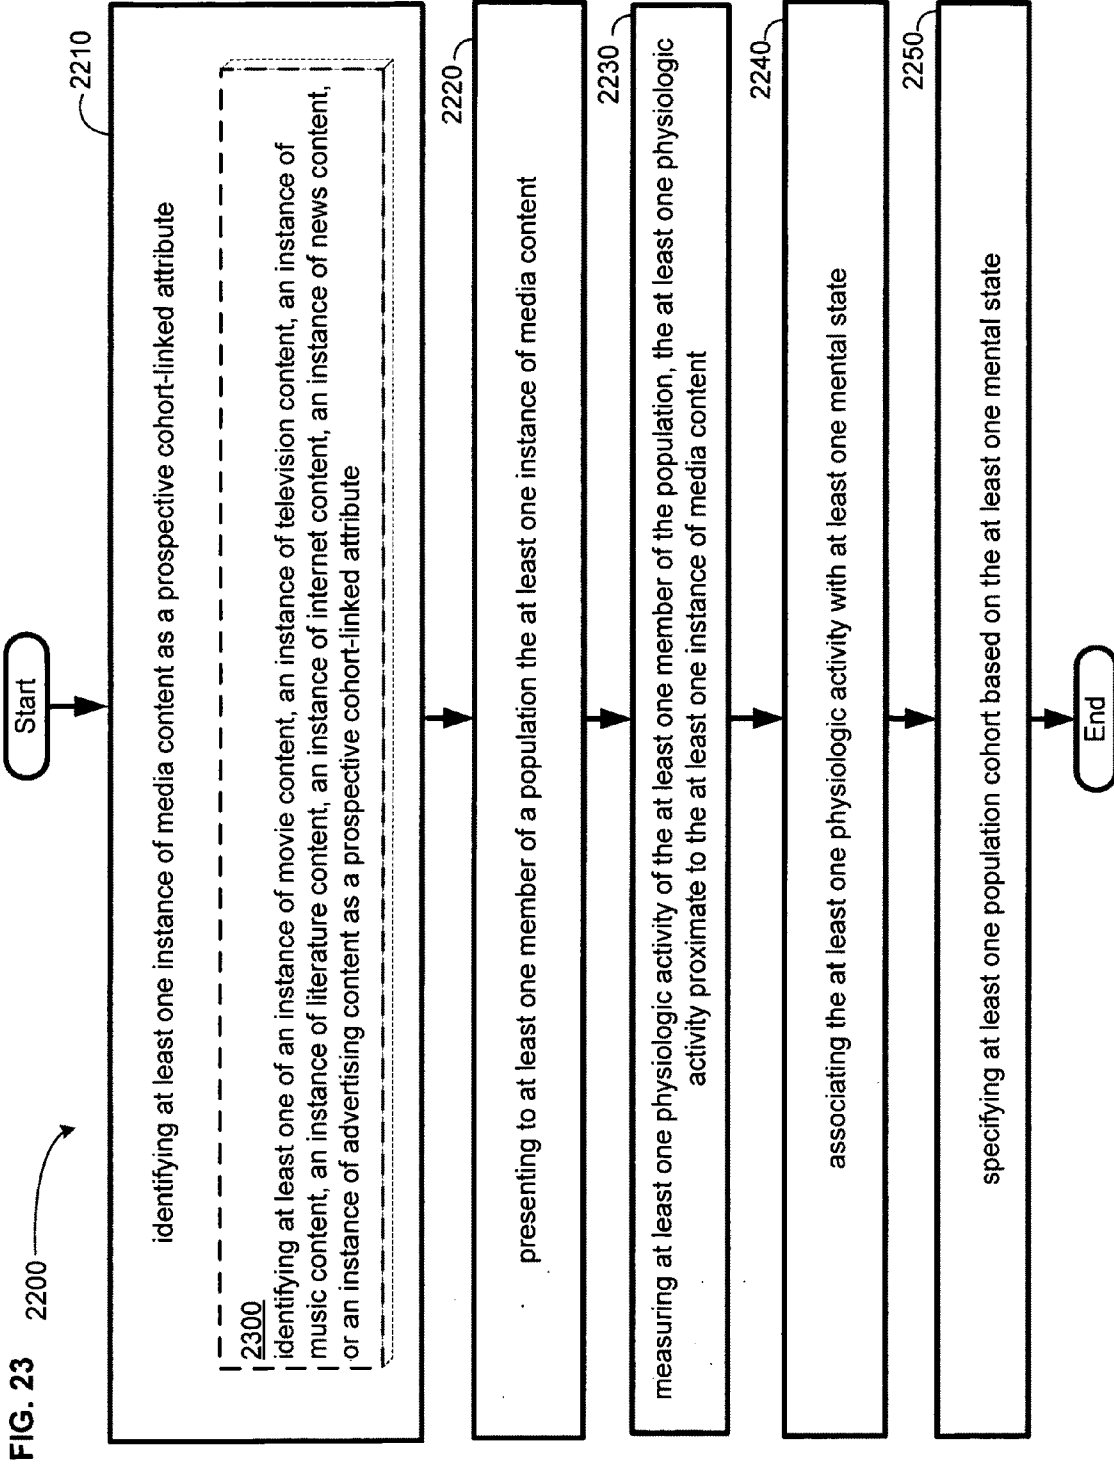 FIG. 23
2200
Start
2210
identifying at least one instance of media content as a prospective cohort-linked attribute
2300
identifying at least one of an instance of movie content, an instance of television content, an instance of
music content, an instance of literature content, an instance of internet content, an instance of news content,
or an instance of advertising content as a prospective cohort-linked attribute
2220
presenting to at least one member of a population the at least one instance of media content
2230
measuring at least one physiologic activity of the at least one member of the population, the at least one physiologic
activity proximate to the at least one instance of media content
2240
associating the at least one physiologic activity with at least one mental state
2250
specifying at least one population cohort based on the at least one mental state
End